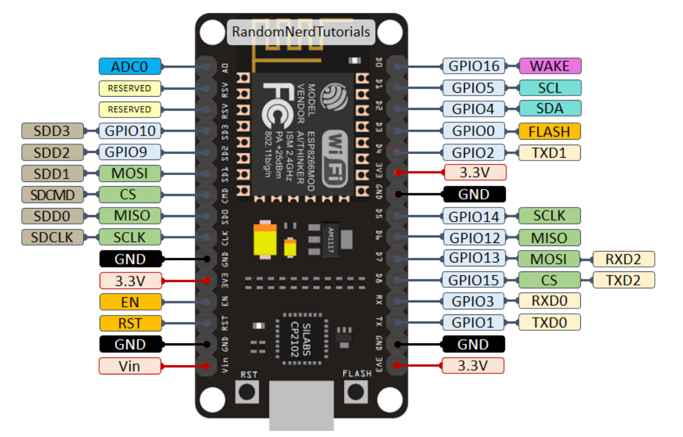 RandomNerdTutorials
ADC0 A0
RESERVED RSV
RESERVED RSV
SDD3 GPIO10 SD3
SDD2 GPIO9 SD2
SDD1 MOSI SD1
SDCMD CS CMD
SDD0 MISO SD0
SDCLK SCLK CLK
GND GND
3.3V 3V3
EN EN
RST RST
GND GND
Vin Vin
MODEL
VENDOR
ESP8266MOD
AI/THINKER
ISM 2.4GHz
PA +25dBm
802.11b/g/n
FC
WiFi
AM1117
SILABS
CP2102
RST
FLASH
D0 GPIO16 WAKE
D1 GPIO5 SCL
D2 GPIO4 SDA
D3 GPIO0 FLASH
D4 GPIO2 TXD1
3V3 3.3V
GND GND
D5 GPIO14 SCLK
D6 GPIO12 MISO
D7 GPIO13 MOSI RXD2
D8 GPIO15 CS TXD2
RX GPIO3 RXD0
TX GPIO1 TXD0
GND GND
3V3 3.3V